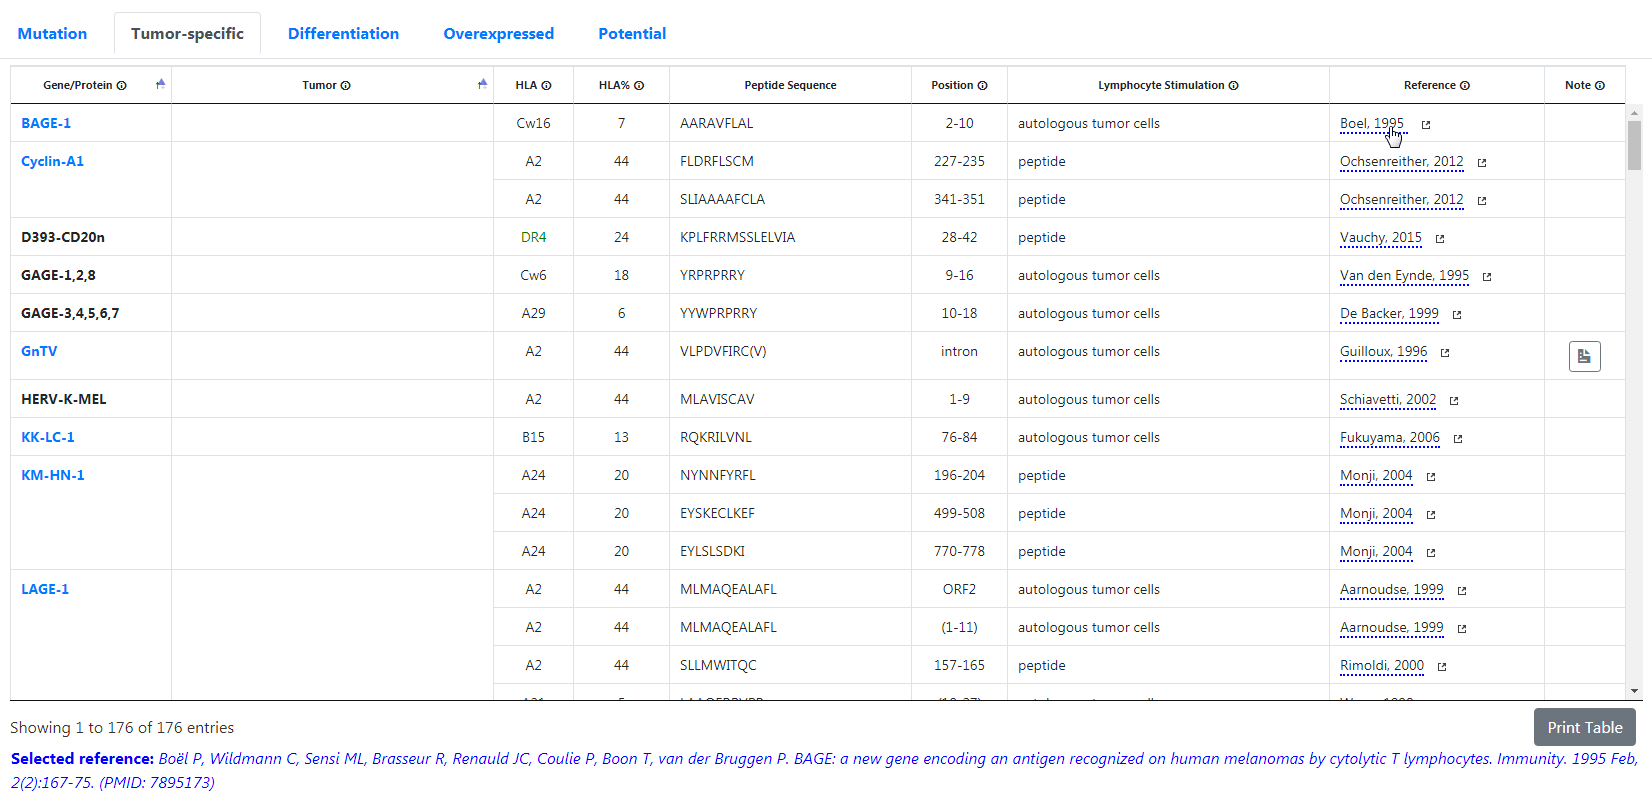 Mutation Tumor-specific Differentiation Overexpressed Potential
Gene/Protein Tumor HLA HLA% Peptide Sequence Position Lymphocyte Stimulation Reference Note
BAGE-1 Cw16 7 AARAVFLAL 2-10 autologous tumor cells Boel, 1995
Cyclin-A1 A2 44 FLDRFLSCM 227-235 peptide Ochsenreither, 2012
A2 44 SLIAAAAFCLA 341-351 peptide Ochsenreither, 2012
D393-CD20n DR4 24 KPLFRRMSSLELVIA 28-42 peptide Vauchy, 2015
GAGE-1,2,8 Cw6 18 YRPRPRRY 9-16 autologous tumor cells Van den Eynde, 1995
GAGE-3,4,5,6,7 A29 6 YYWPRPRRY 10-18 autologous tumor cells De Backer, 1999
GnTV A2 44 VLPDVFIRC(V) intron autologous tumor cells Guilloux, 1996
HERV-K-MEL A2 44 MLAVISCAV 1-9 autologous tumor cells Schiavetti, 2002
KK-LC-1 B15 13 RQKRILVNL 76-84 autologous tumor cells Fukuyama, 2006
KM-HN-1 A24 20 NYNNFYRFL 196-204 peptide Monji, 2004
A24 20 EYSKECLKEF 499-508 peptide Monji, 2004
A24 20 EYLSLSDKI 770-778 peptide Monji, 2004
LAGE-1 A2 44 MLMAQEALAFL ORF2 autologous tumor cells Aarnoudse, 1999
A2 44 MLMAQEALAFL (1-11) autologous tumor cells Aarnoudse, 1999
A2 44 SLLMWITQC 157-165 peptide Rimoldi, 2000
Showing 1 to 176 of 176 entries
Print Table
Selected reference: Boël P, Wildmann C, Sensi ML, Brasseur R, Renauld JC, Coulie P, Boon T, van der Bruggen P. BAGE: a new gene encoding an antigen recognized on human melanomas by cytolytic T lymphocytes. Immunity. 1995 Feb,
2(2):167-75. (PMID: 7895173)